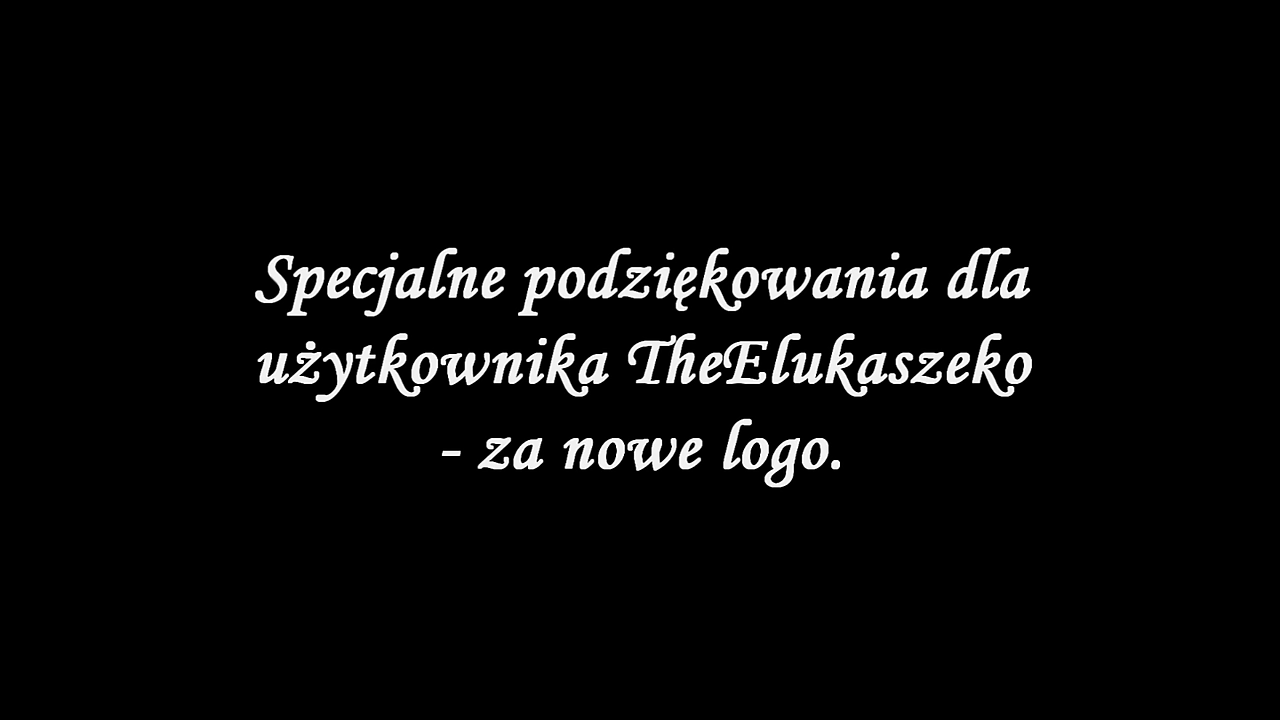 Specjalne podziękowania dla
użytkownika TheElukaszeko
- za nowe logo.